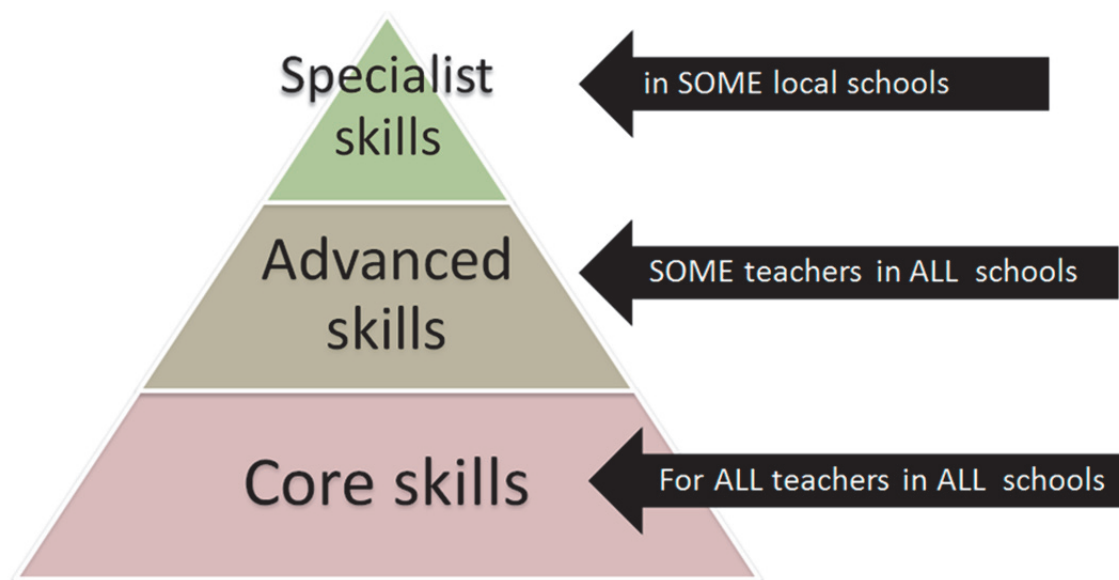 Specialist
skills
in SOME local schools
Advanced
skills
SOME teachers in ALL schools
Core skills
For ALL teachers in ALL schools